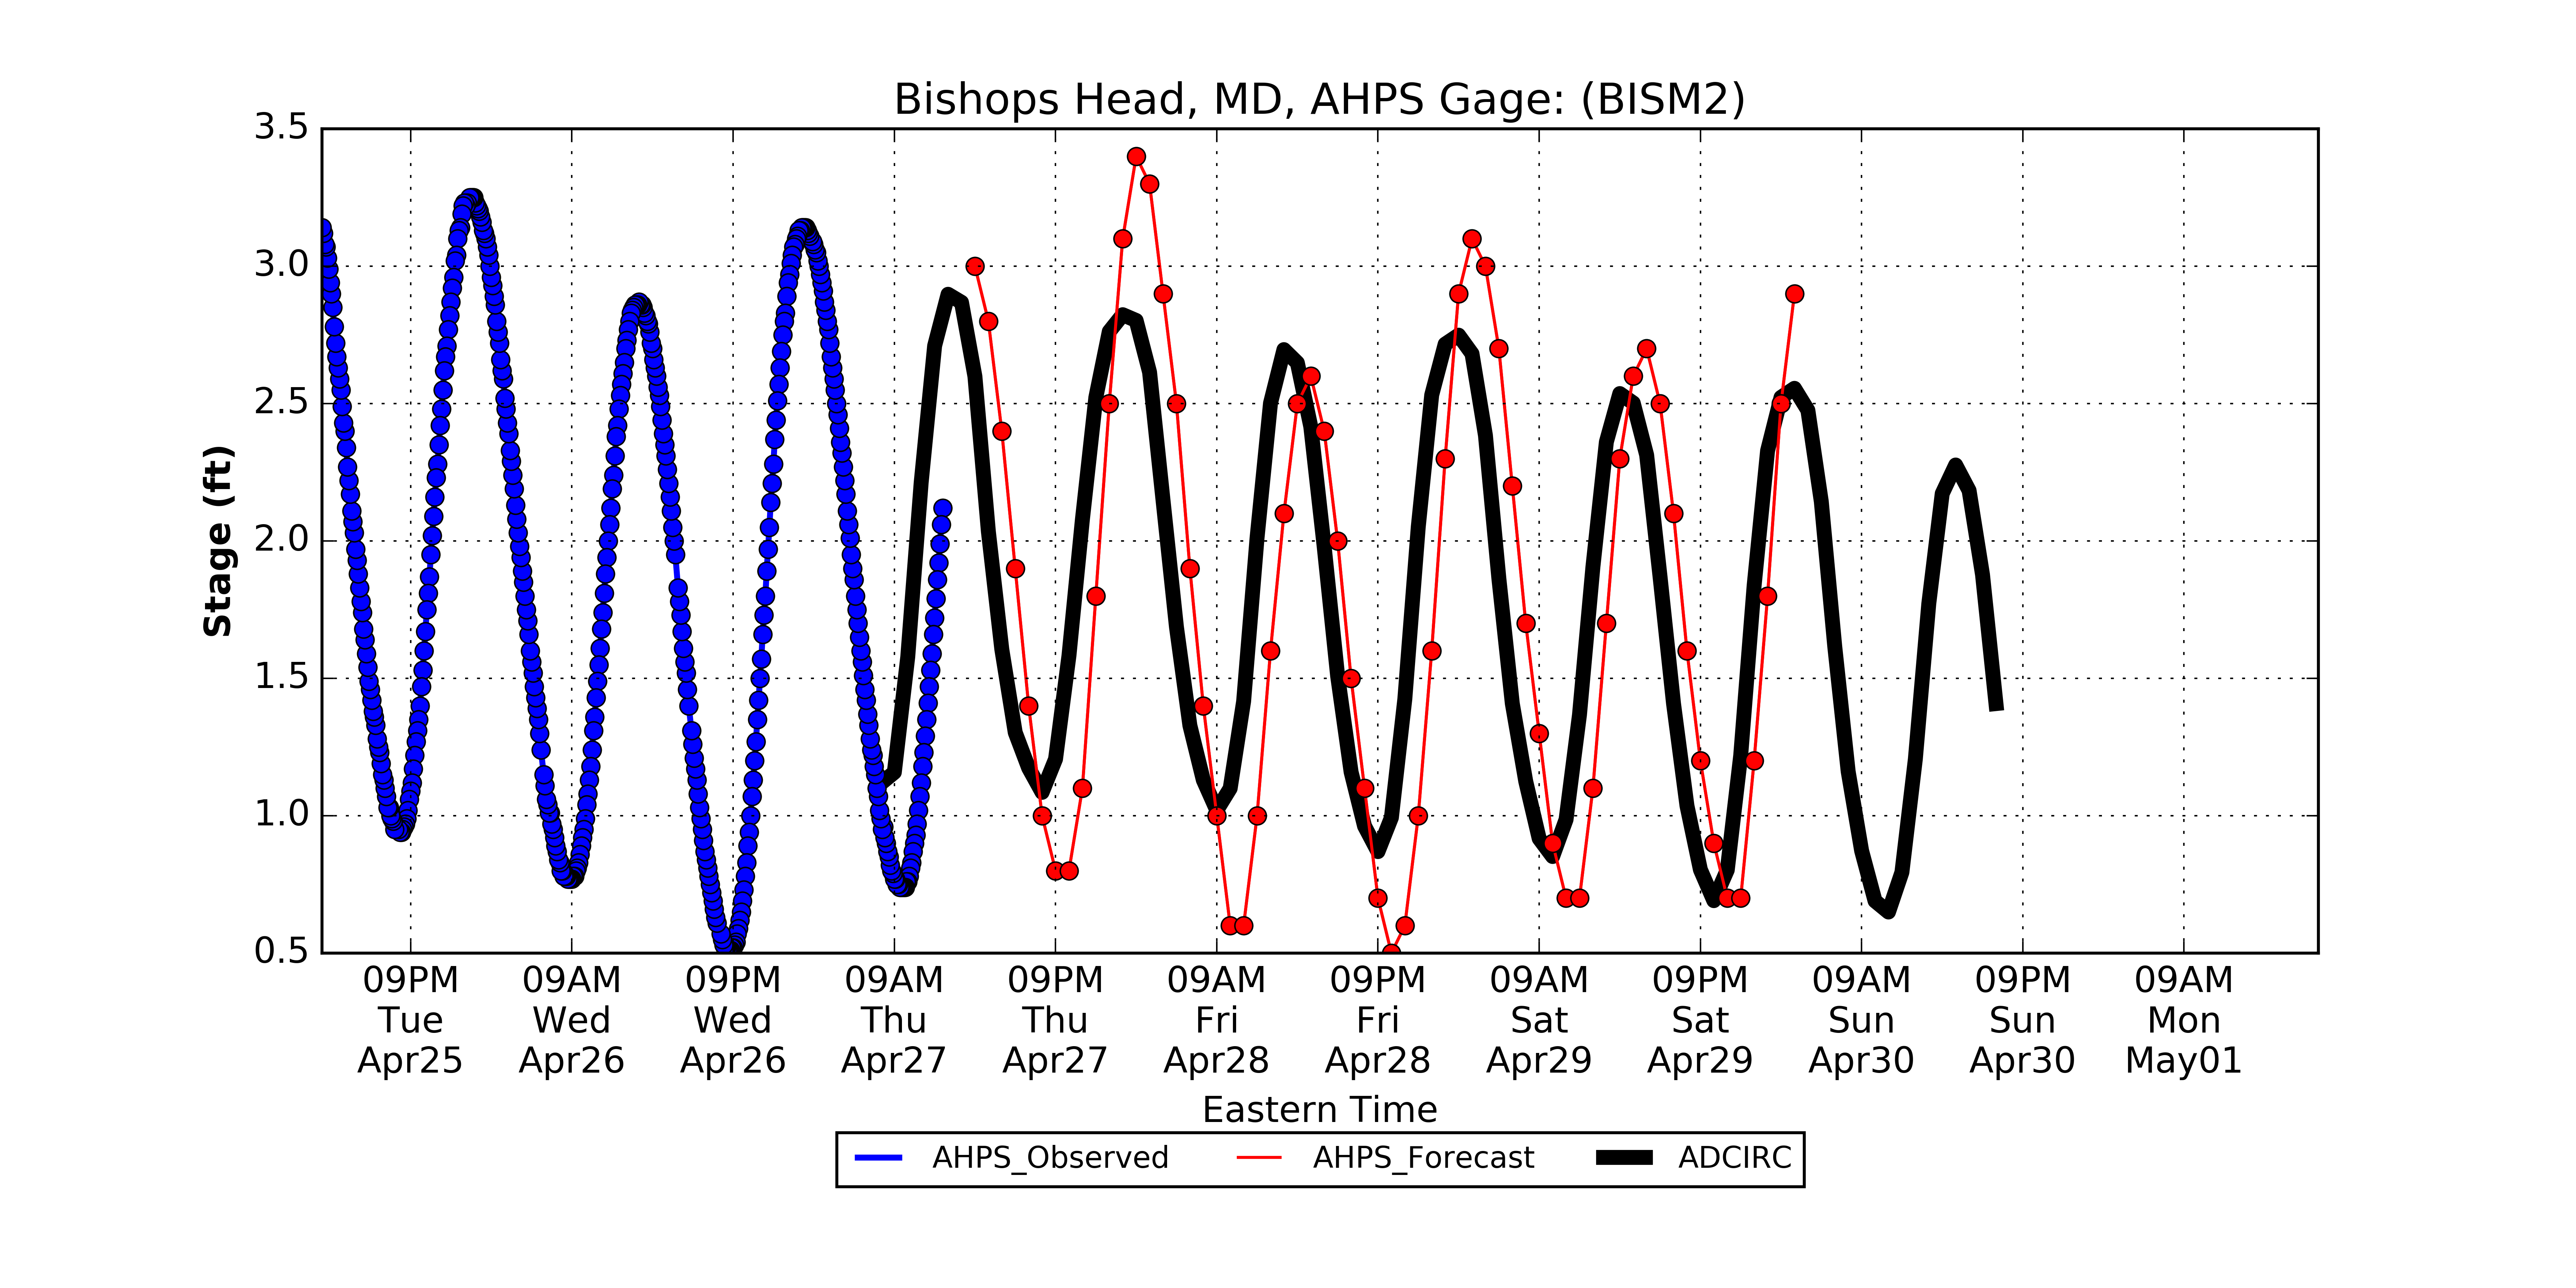 Bishops Head, MD, AHPS Gage: (BISM2)
3.5
3.0
2.5
2.0
1.5
1.0
0.5
Stage (ft)
09PM 09AM 09PM 09AM 09PM 09AM 09PM 09AM 09PM 09AM 09PM 09AM
Tue Wed Wed Thu Thu Fri Fri Sat Sat Sun Sun Mon
Apr25 Apr26 Apr26 Apr27 Apr27 Apr28 Apr28 Apr29 Apr29 Apr30 Apr30 May01
Eastern Time
AHPS_Observed AHPS_Forecast ADCIRC